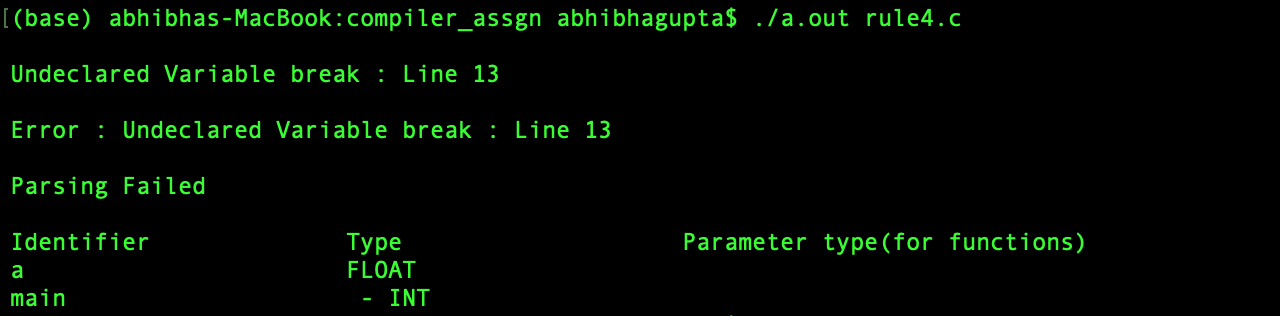 [(base) abhibhas-MacBook:compiler_assgn abhibhagupta$ ./a.out rule4.c
Undeclared Variable break : Line 13
Error : Undeclared Variable break : Line 13
Parsing Failed
Identifier Type Parameter type(for functions)
a FLOAT
main - INT